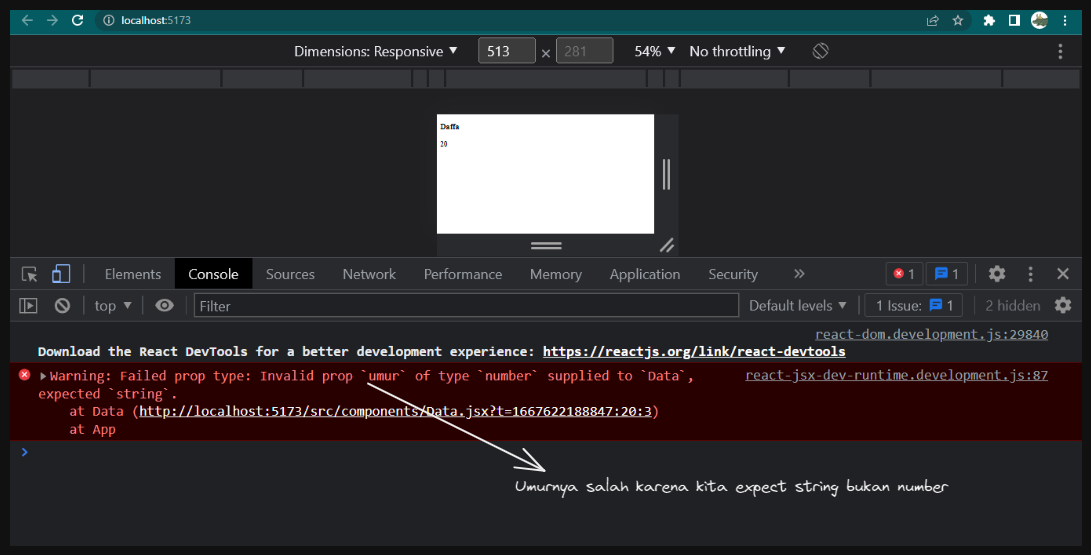 localhost:5173
Dimensions: Responsive ▼ 513 × 281 54% ▼ No throttling ▼
Daffa
20
Elements Console Sources Network Performance Memory Application Security » 1 1
top ▼ Filter Default levels ▼ 1 Issue: 1 2 hidden
react-dom.development.js:29840
Download the React DevTools for a better development experience: https://reactjs.org/link/react-devtools
Warning: Failed prop type: Invalid prop `umur` of type `number` supplied to `Data`, react-jsx-dev-runtime.development.js:87
expected `string`.
at Data (http://localhost:5173/src/components/Data.jsx?t=1667622188847:20:3)
at App
Umurnya salah karena kita expect string bukan number